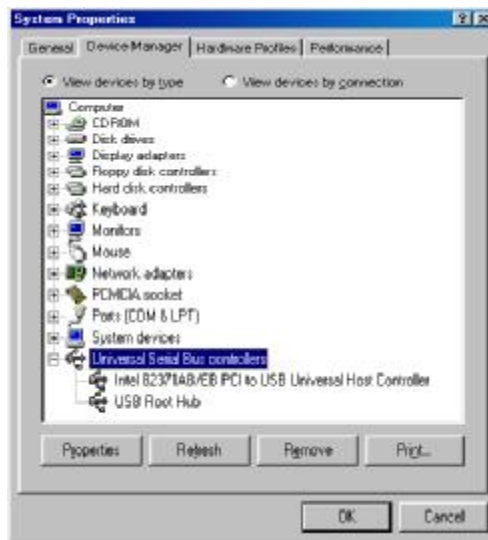 System Properties
General Device Manager Hardware Profiles Performance
View devices by type View devices by connection
Computer
CDROM
Disk drives
Display adapters
Floppy disk controllers
Hard disk controllers
Keyboard
Monitors
Mouse
Network adapters
PCMCIA socket
Ports (COM & LPT)
System devices
Universal Serial Bus controllers
Intel 82371AB/EB PCI to USB Universal Host Controller
USB Root Hub
Properties Refresh Remove Print...
OK Cancel